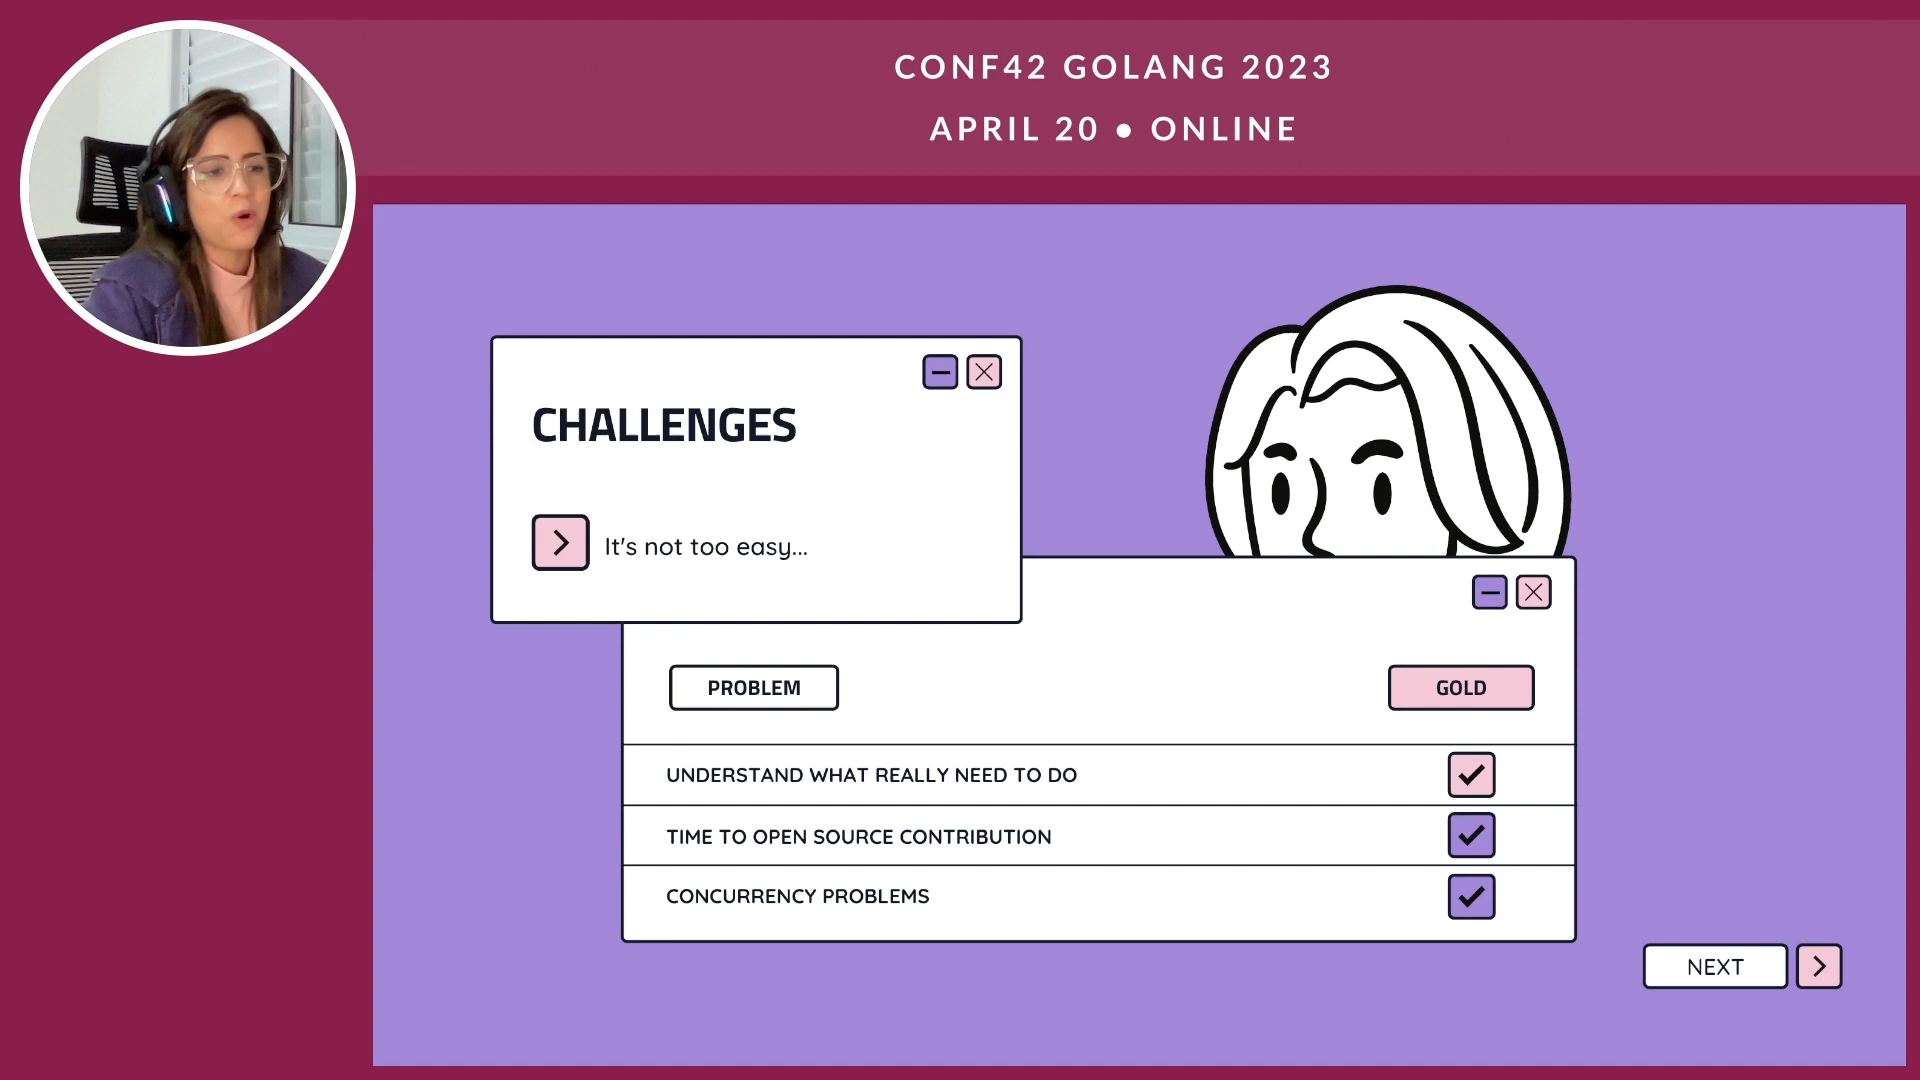 CONF42 GOLANG 2023
APRIL 20 • ONLINE
CHALLENGES
It's not too easy...
PROBLEM
GOLD
UNDERSTAND WHAT REALLY NEED TO DO
TIME TO OPEN SOURCE CONTRIBUTION
CONCURRENCY PROBLEMS
NEXT